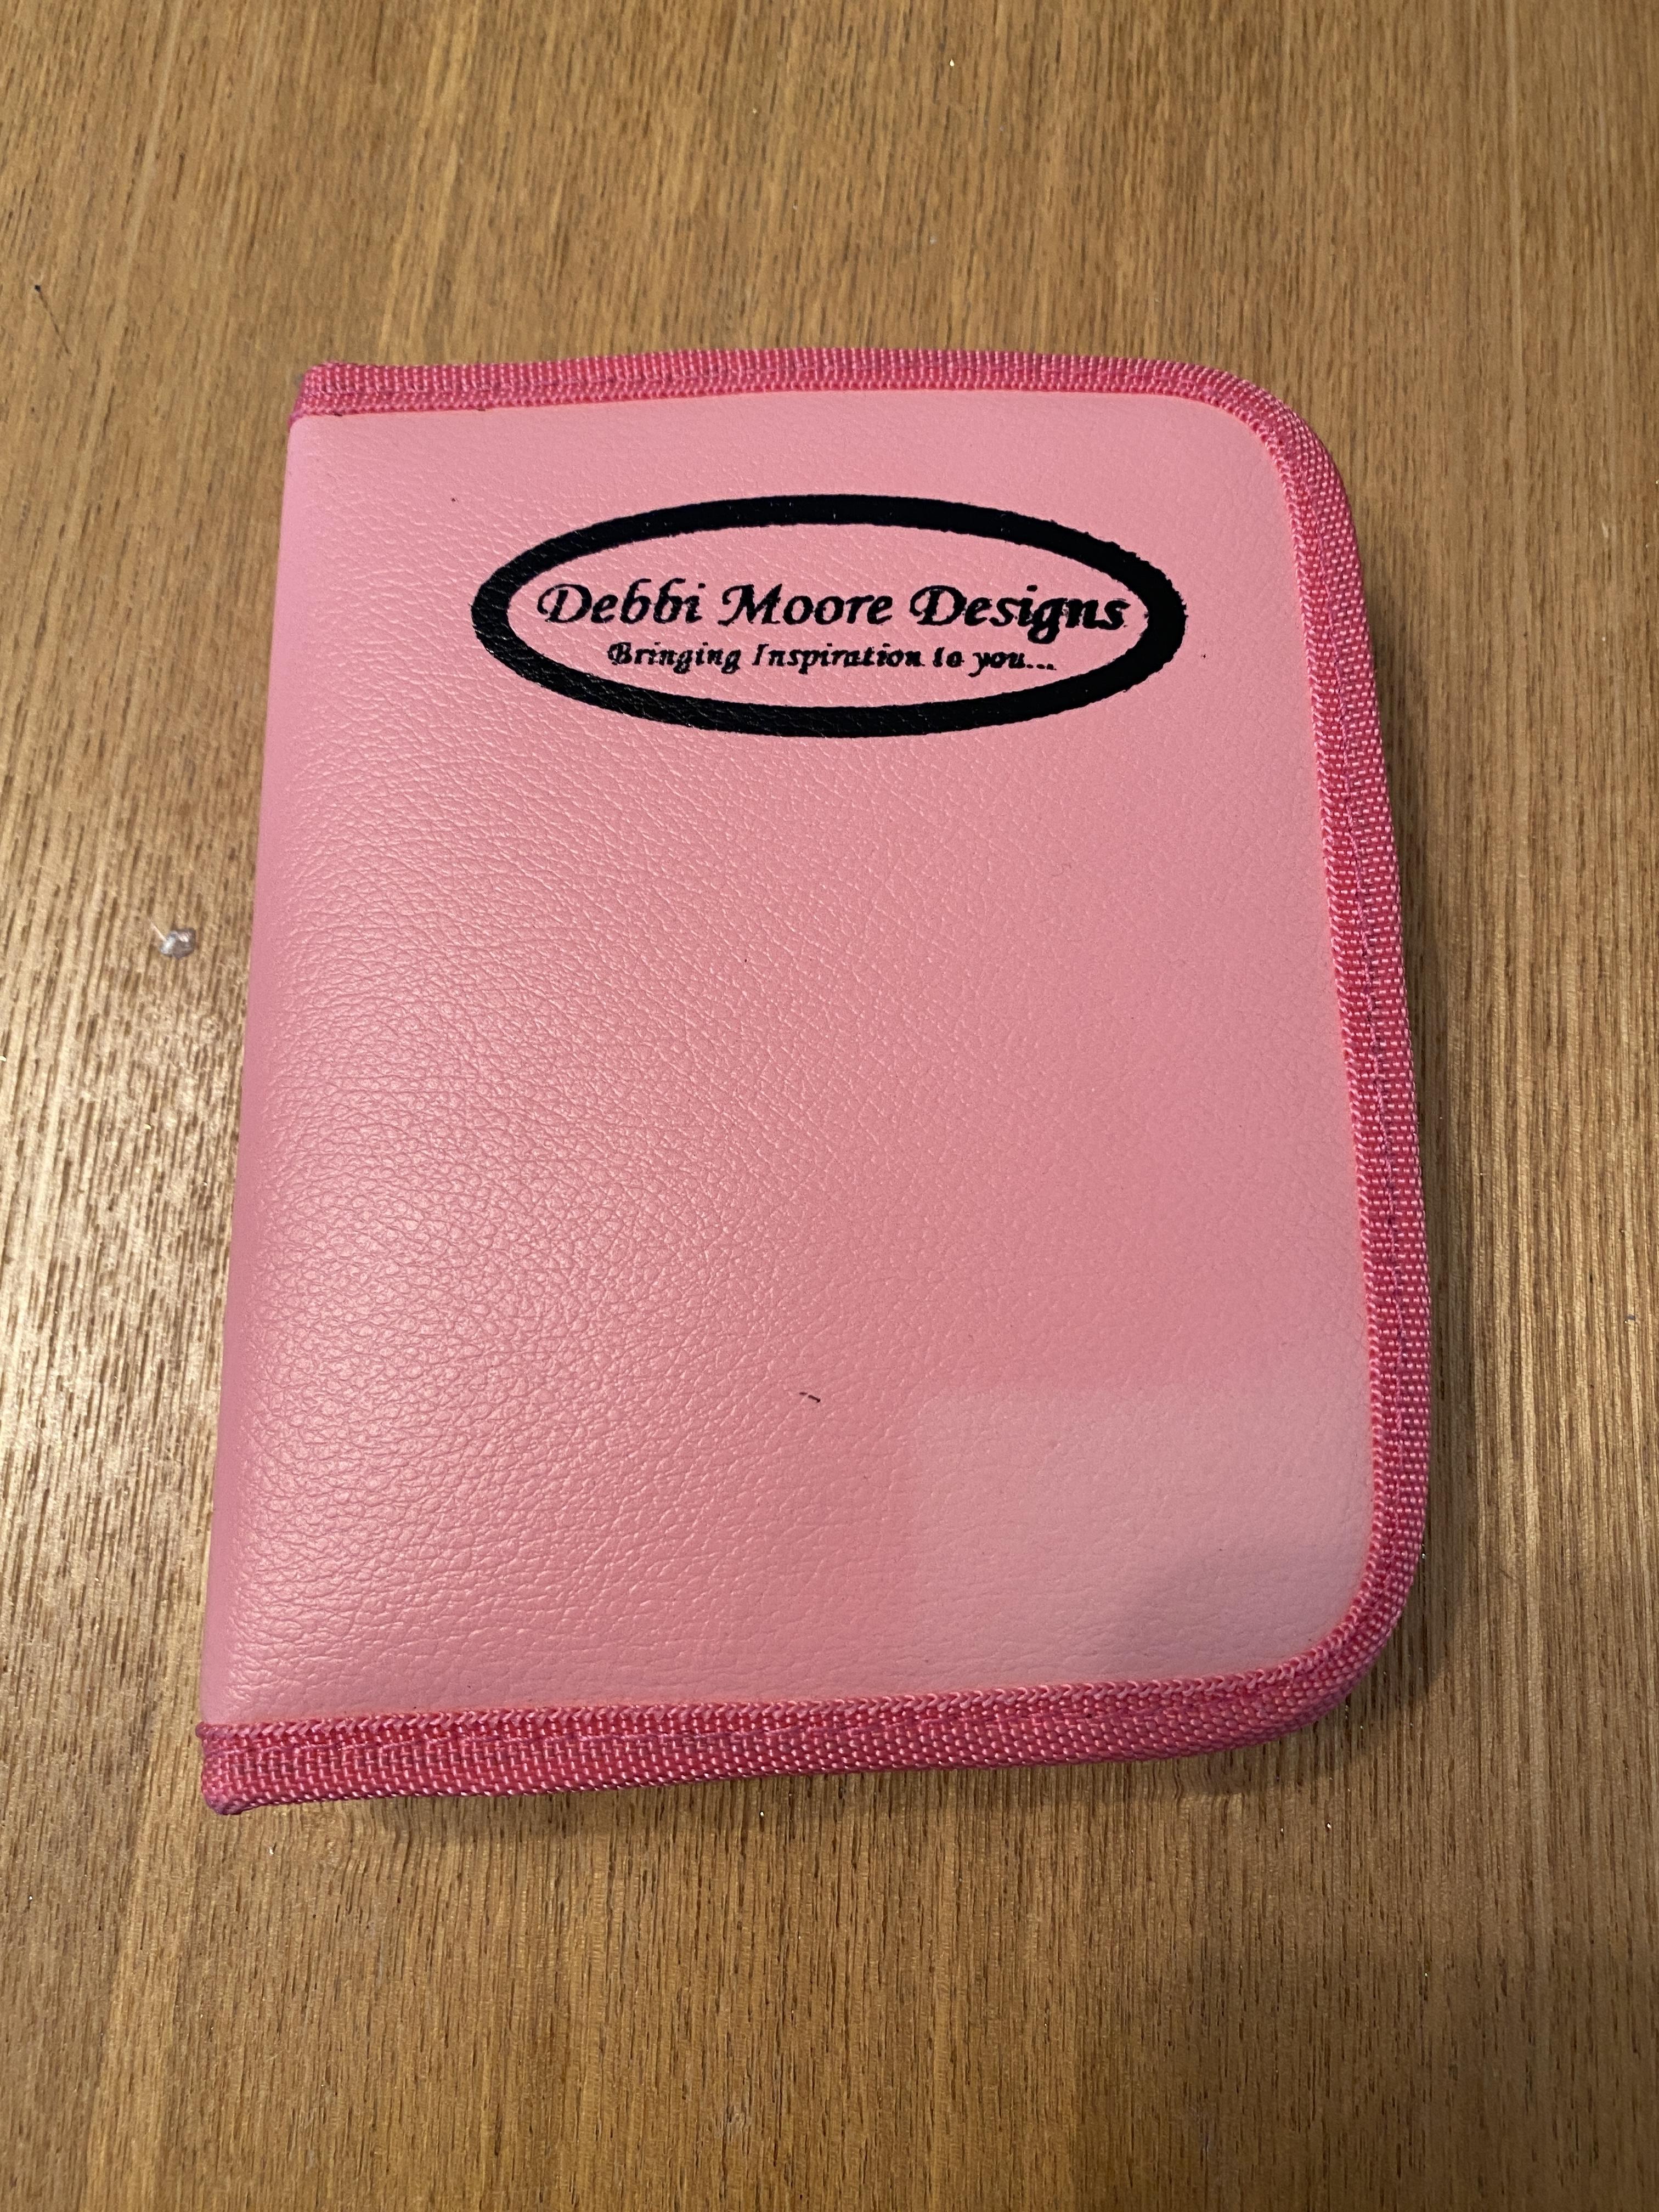 Debbi Moore Designs
Bringing Inspiration to you...